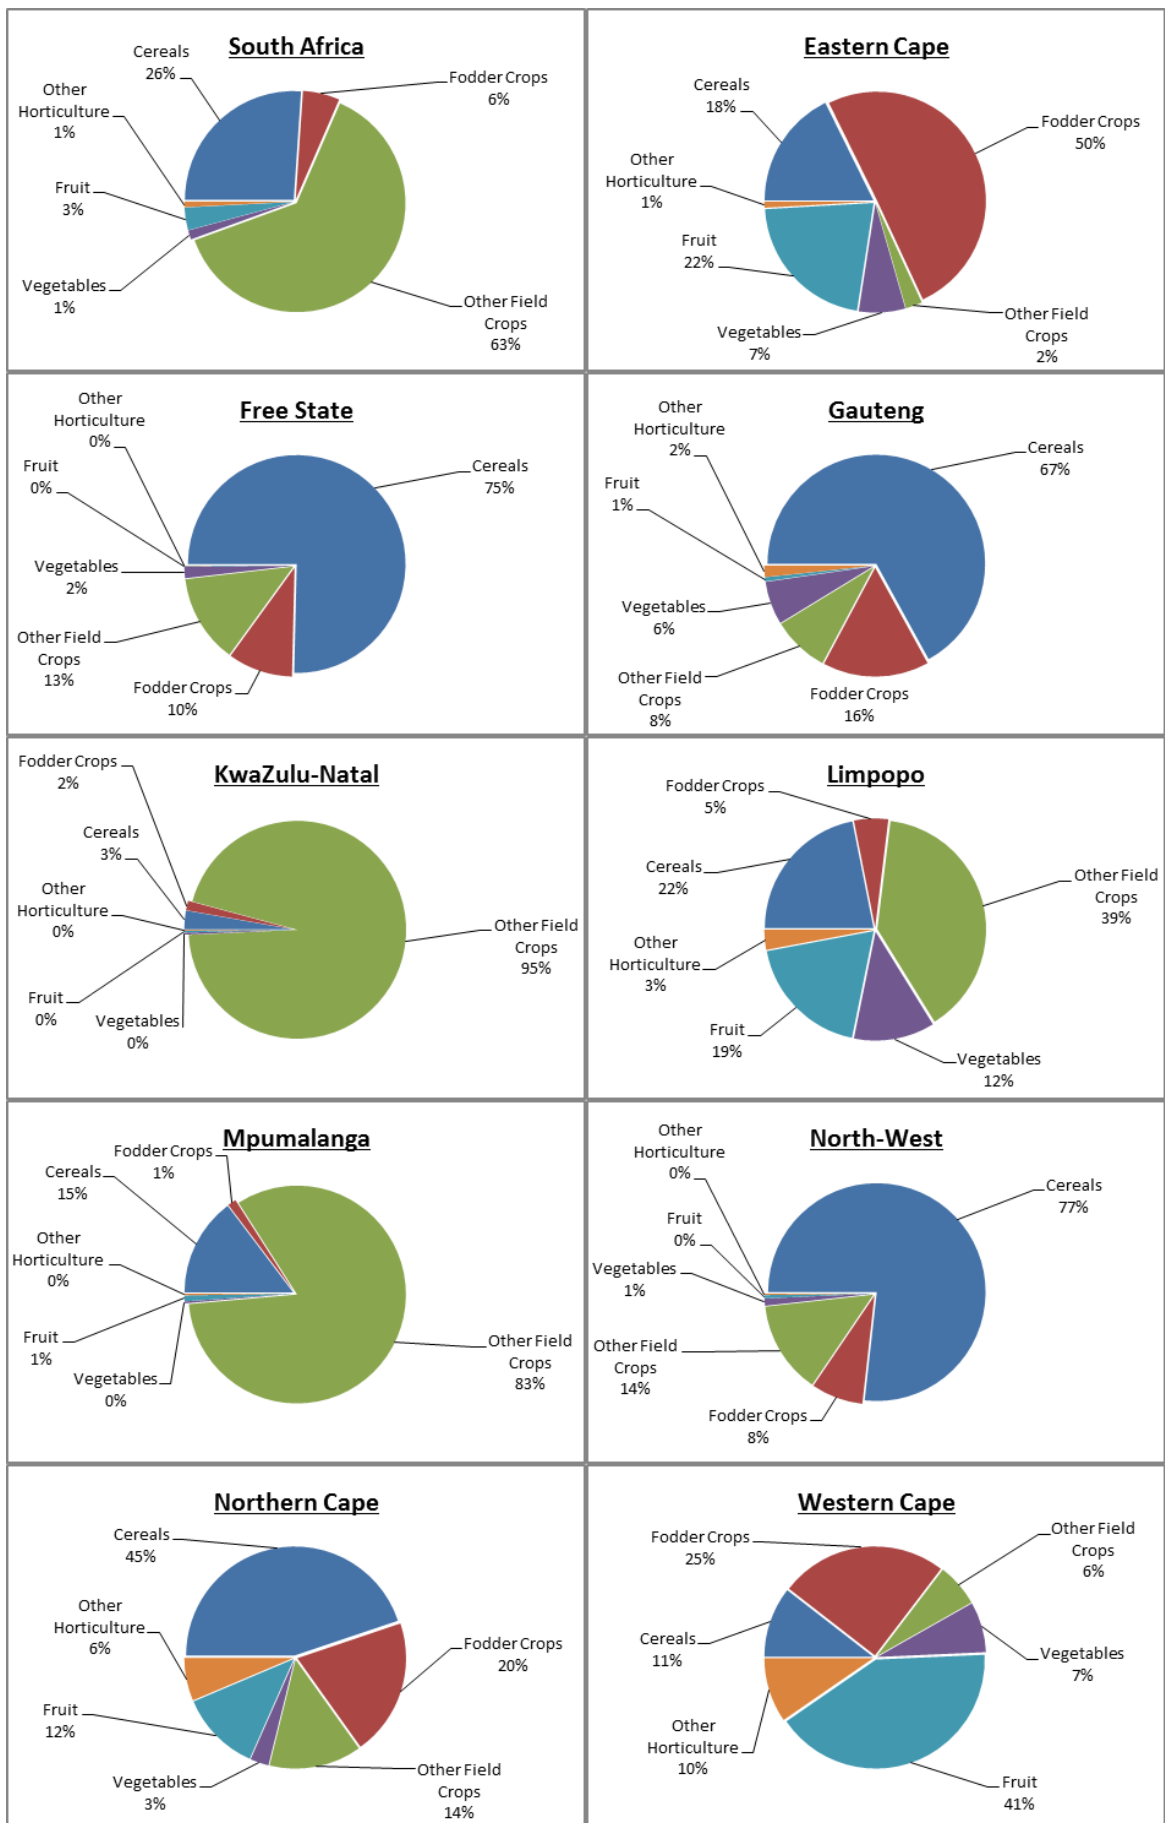 South Africa
Cereals
26%
Fodder Crops
6%
Other
Horticulture
1%
Fruit
3%
Vegetables
1%
Other Field
Crops
63%
Eastern Cape
Cereals
18%
Fodder Crops
50%
Other
Horticulture
1%
Fruit
22%
Vegetables
7%
Other Field
Crops
2%
Free State
Other
Horticulture
0%
Fruit
0%
Cereals
75%
Vegetables
2%
Other Field
Crops
13%
Fodder Crops
10%
Gauteng
Other
Horticulture
2%
Cereals
67%
Fruit
1%
Vegetables
6%
Other Field
Crops
8%
Fodder Crops
16%
KwaZulu-Natal
Fodder Crops
2%
Cereals
3%
Other
Horticulture
0%
Other Field
Crops
95%
Fruit
0%
Vegetables
0%
Limpopo
Fodder Crops
5%
Cereals
22%
Other Field
Crops
39%
Other
Horticulture
3%
Fruit
19%
Vegetables
12%
Mpumalanga
Fodder Crops
1%
Cereals
15%
Other
Horticulture
0%
Fruit
1%
Vegetables
0%
Other Field
Crops
83%
North-West
Other
Horticulture
0%
Cereals
77%
Fruit
0%
Vegetables
1%
Other Field
Crops
14%
Fodder Crops
8%
Northern Cape
Cereals
45%
Other
Horticulture
6%
Fodder Crops
20%
Fruit
12%
Vegetables
3%
Other Field
Crops
14%
Western Cape
Fodder Crops
25%
Other Field
Crops
6%
Cereals
11%
Vegetables
7%
Other
Horticulture
10%
Fruit
41%